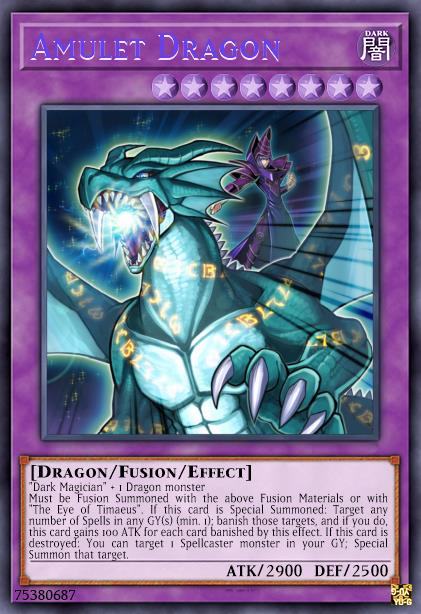 AMULET DRAGON
DARK
闇
[DRAGON/FUSION/EFFECT]
"Dark Magician" + 1 Dragon monster
Must be Fusion Summoned with the above Fusion Materials or with
"The Eye of Timaeus". If this card is Special Summoned: Target any
number of Spells in any GY(s) (min. 1); banish those targets, and if you do,
this card gains 100 ATK for each card banished by this effect. If this card is
destroyed: You can target 1 Spellcaster monster in your GY; Special
Summon that target.
ATK/2900 DEF/2500
75380687